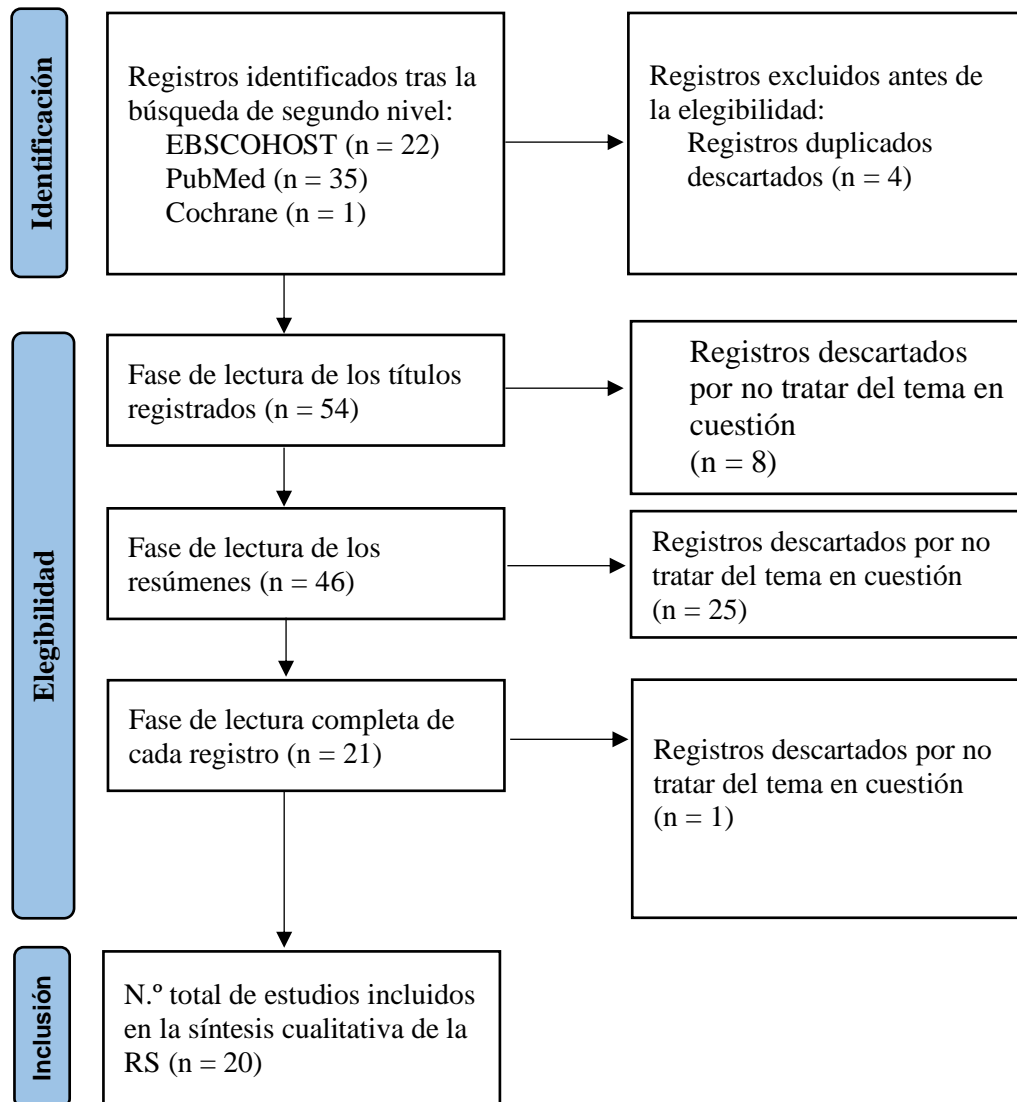 Identificación
Registros identificados tras la
búsqueda de segundo nivel:
EBSCOHOST (n = 22)
PubMed (n = 35)
Cochrane (n = 1)
Registros excluidos antes de
la elegibilidad:
Registros duplicados
descartados (n = 4)
Elegibilidad
Fase de lectura de los títulos
registrados (n = 54)
Registros descartados
por no tratar del tema en
cuestión
(n = 8)
Fase de lectura de los
resúmenes (n = 46)
Registros descartados por no
tratar del tema en cuestión
(n = 25)
Fase de lectura completa de
cada registro (n = 21)
Registros descartados por no
tratar del tema en cuestión
(n = 1)
Inclusión
N.º total de estudios incluidos
en la síntesis cualitativa de la
RS (n = 20)